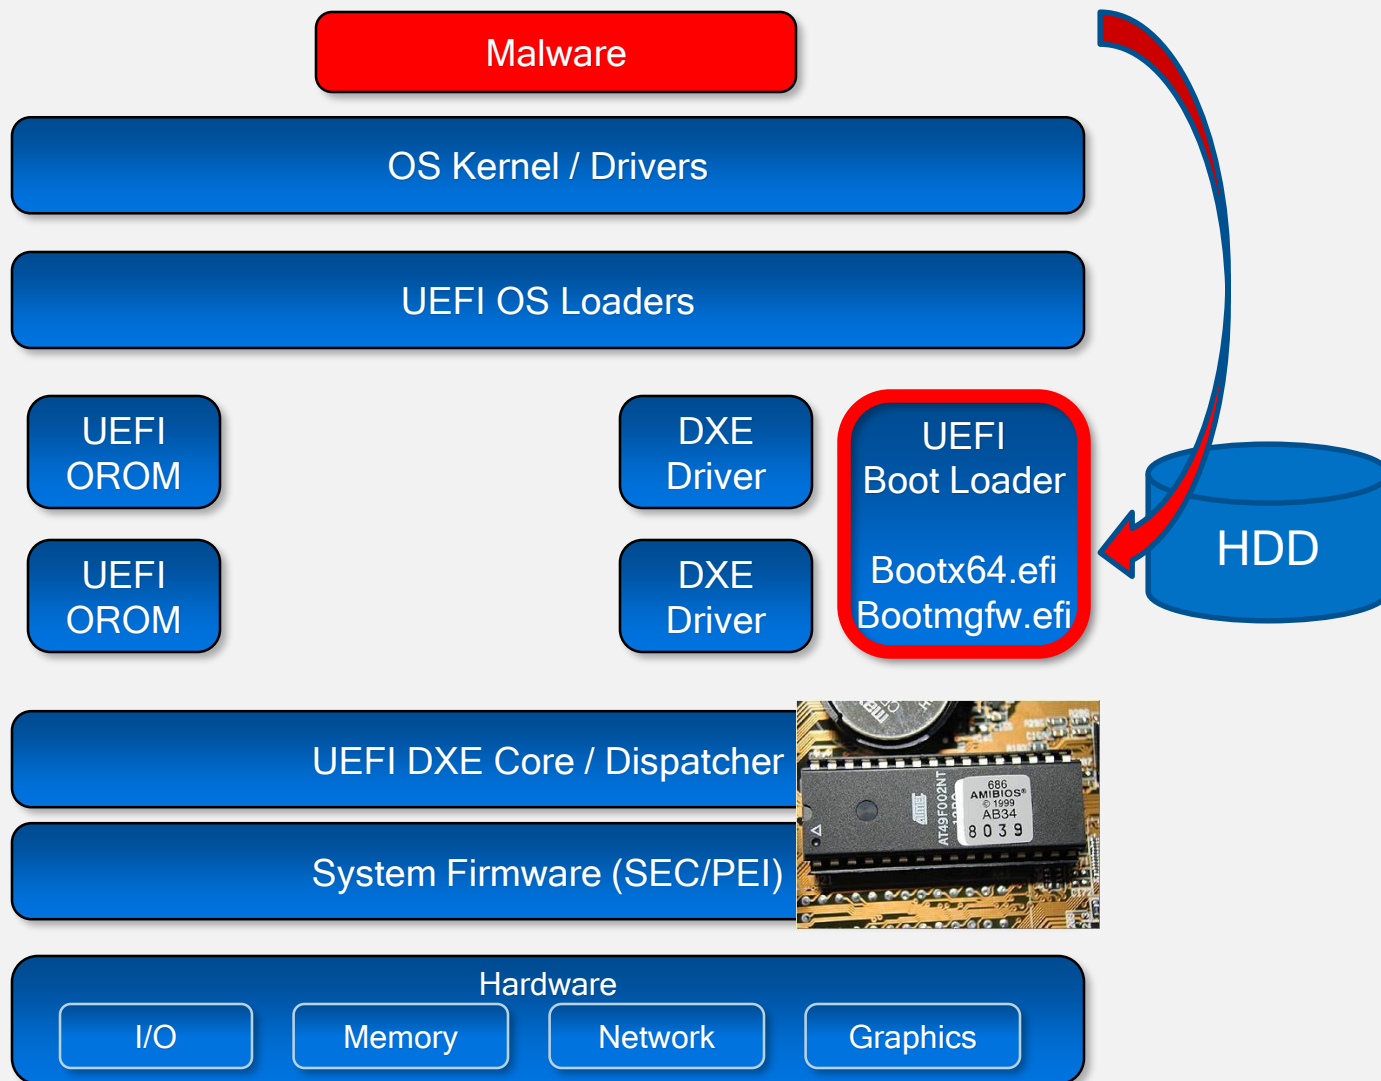 Malware
OS Kernel / Drivers
UEFI OS Loaders
UEFI
OROM
DXE
Driver
UEFI
Boot Loader
Bootx64.efi
Bootmgfw.efi
HDD
UEFI
OROM
DXE
Driver
UEFI DXE Core / Dispatcher
System Firmware (SEC/PEI)
ATMEL
AT49F002NT
686
AMIBIOS®
© 1999
AB34
8039
Hardware
I/O
Memory
Network
Graphics